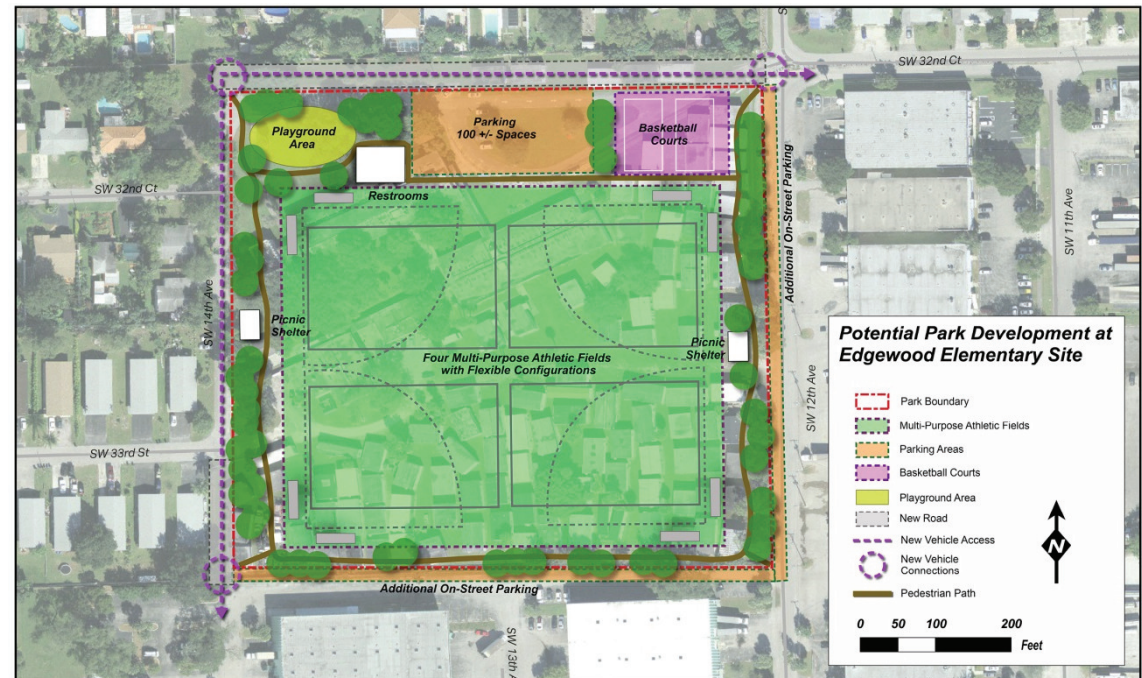 SW 32nd Ct
Playground
Area
Parking
100 +/- Spaces
Basketball
Courts
SW 32nd Ct
Restrooms
Additional On-Street Parking
SW 11th Ave
SW 14th Ave
Picnic
Shelter
Picnic
Shelter
Four Multi-Purpose Athletic Fields
with Flexible Configurations
SW 12th Ave
SW 33rd St
Additional On-Street Parking
SW 13th A
Potential Park Development at
Edgewood Elementary Site
Park Boundary
Multi-Purpose Athletic Fields
Parking Areas
Basketball Courts
Playground Area
New Road
New Vehicle Access
New Vehicle
Connections
Pedestrian Path
N
0 50 100 200
Feet